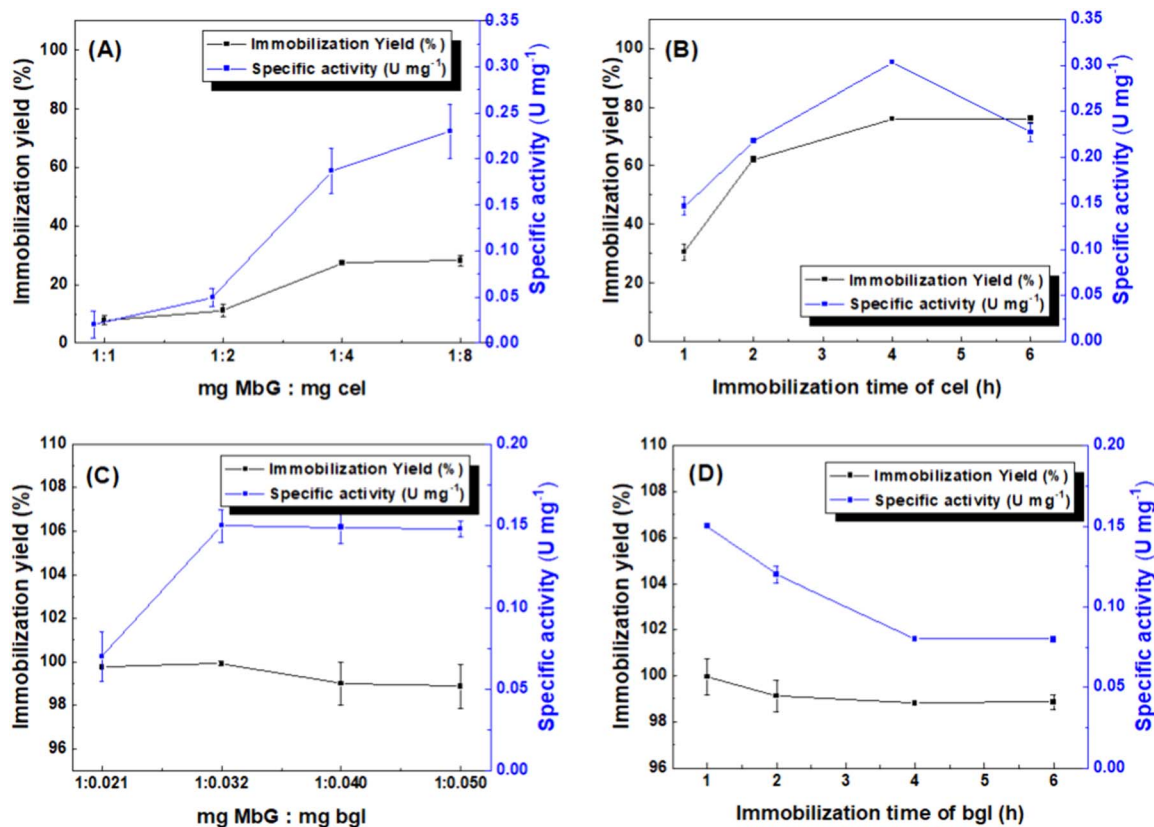 (A)
Immobilization Yield (%)
Specific activity (U mg⁻¹)
100
80
60
40
20
0
Immobilization yield (%)
0.35
0.30
0.25
0.20
0.15
0.10
0.05
0.00
Specific activity (U mg⁻¹)
1:1 1:2 1:4 1:8
mg MbG : mg cel
(B)
Immobilization Yield (%)
Specific activity (U mg⁻¹)
100
80
60
40
20
0
Immobilization yield (%)
0.35
0.30
0.25
0.20
0.15
0.10
0.05
0.00
Specific activity (U mg⁻¹)
1 2 3 4 5 6
Immobilization time of cel (h)
(C)
Immobilization Yield (%)
Specific activity (U mg⁻¹)
110
108
106
104
102
100
98
96
Immobilization yield (%)
0.20
0.15
0.10
0.05
0.00
Specific activity (U mg⁻¹)
1:0.021 1:0.032 1:0.040 1:0.050
mg MbG : mg bgl
(D)
Immobilization Yield (%)
Specific activity (U mg⁻¹)
110
108
106
104
102
100
98
96
Immobilization yield (%)
0.20
0.15
0.10
0.05
0.00
Specific activity (U mg⁻¹)
1 2 3 4 5 6
Immobilization time of bgl (h)